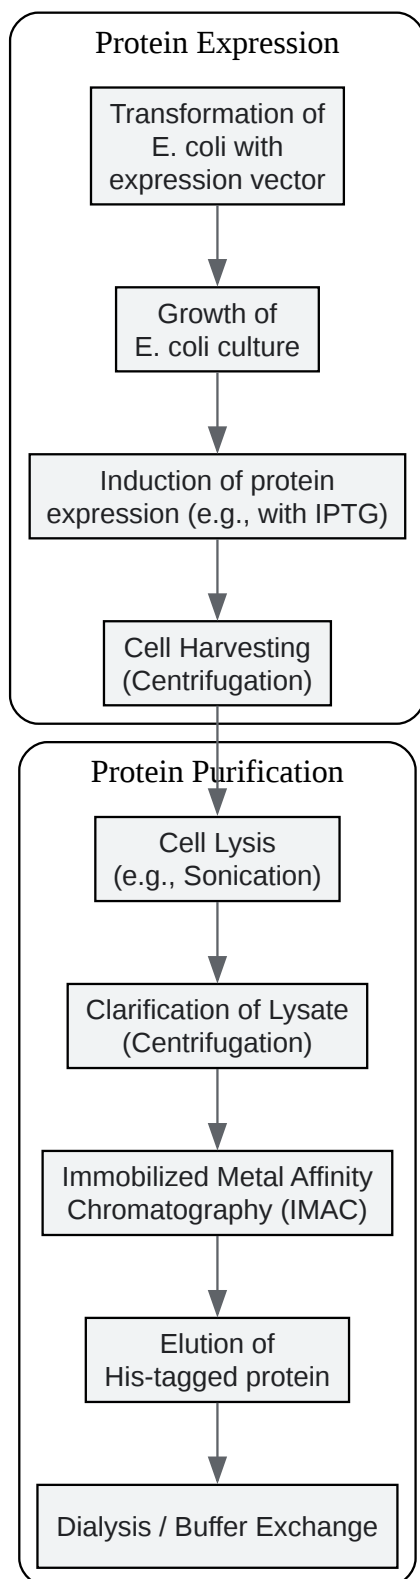 Protein Expression
Transformation of
E. coli with
expression vector
Growth of
E. coli culture
Induction of protein
expression (e.g., with IPTG)
Cell Harvesting
(Centrifugation)
Protein Purification
Cell Lysis
(e.g., Sonication)
Clarification of Lysate
(Centrifugation)
Immobilized Metal Affinity
Chromatography (IMAC)
Elution of
His-tagged protein
Dialysis / Buffer Exchange